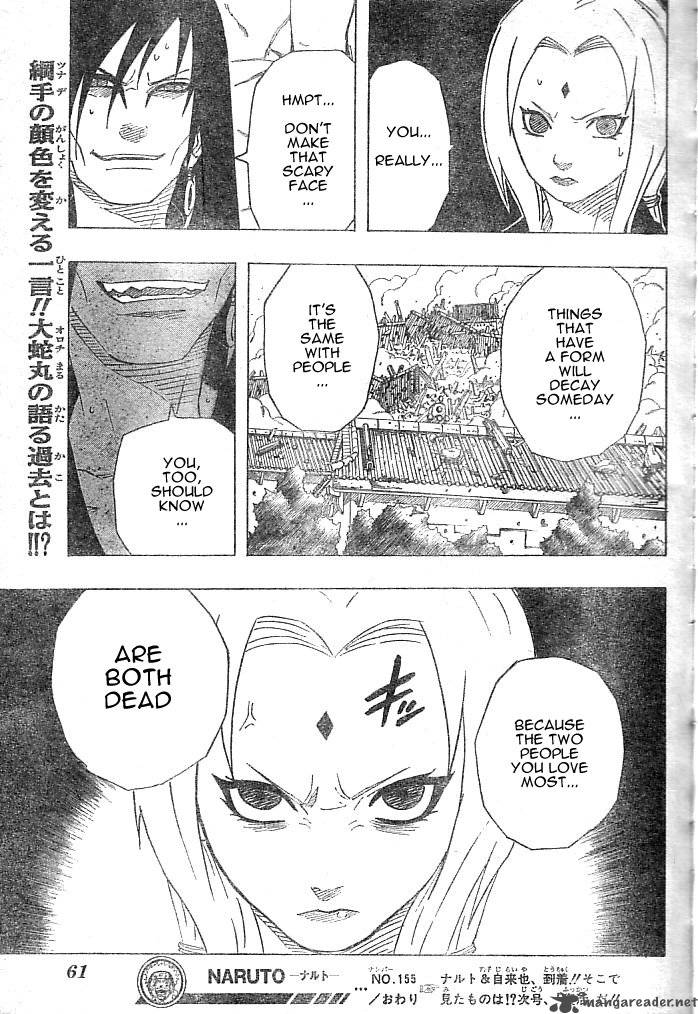 YOU...
REALLY...
HMPT...
DON'T
MAKE
THAT
SCARY
FACE
...
THINGS
THAT
HAVE
A FORM
WILL
DECAY
SOMEDAY
...
IT'S
THE
SAME
WITH
PEOPLE
...
YOU,
TOO,
SHOULD
KNOW
...
BECAUSE
THE TWO
PEOPLE
YOU LOVE
MOST...
ARE
BOTH
DEAD
綱手の顔色を変える一言!!大蛇丸の語る過去とは!!?
61
NARUTO —ナルト—
NO.155
...／おわり
ナルト&自来也、到着!!そこで
見たものは!?次号、
mangareader.net